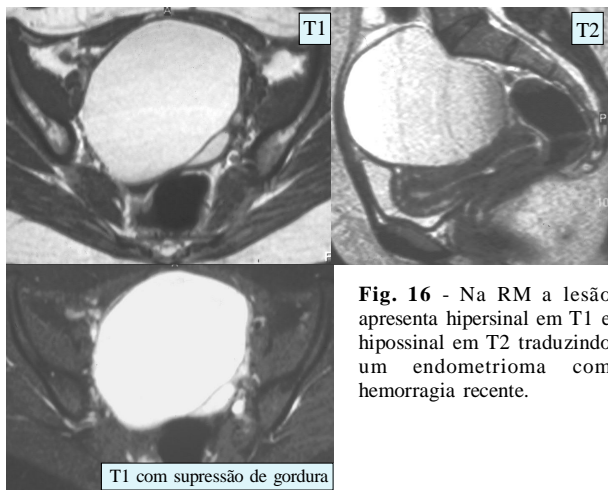 T1
T2
Fig. 16 - Na RM a lesão
apresenta hipersinal em T1 e
hipossinal em T2 traduzindo
um endometrioma com
hemorragia recente.
T1 com supressão de gordura